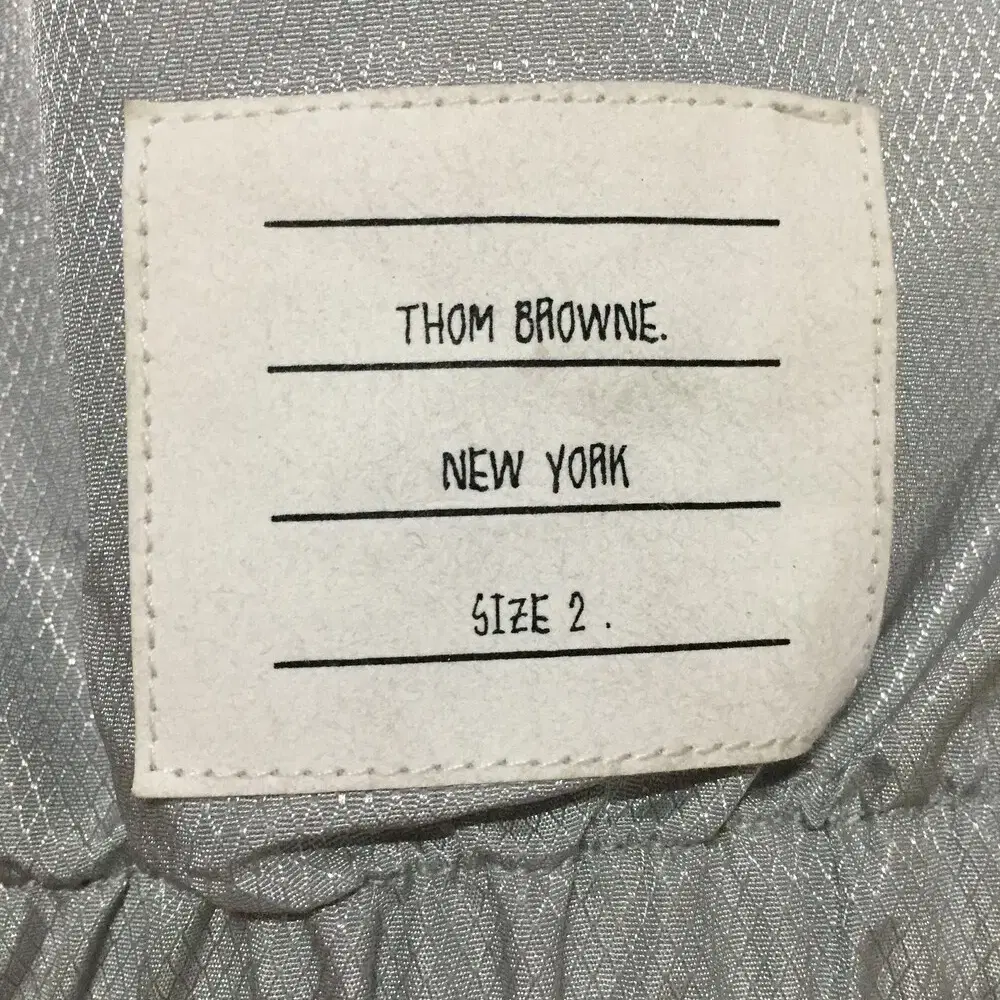 THOM BROWNE.
NEW YORK
SIZE 2 .